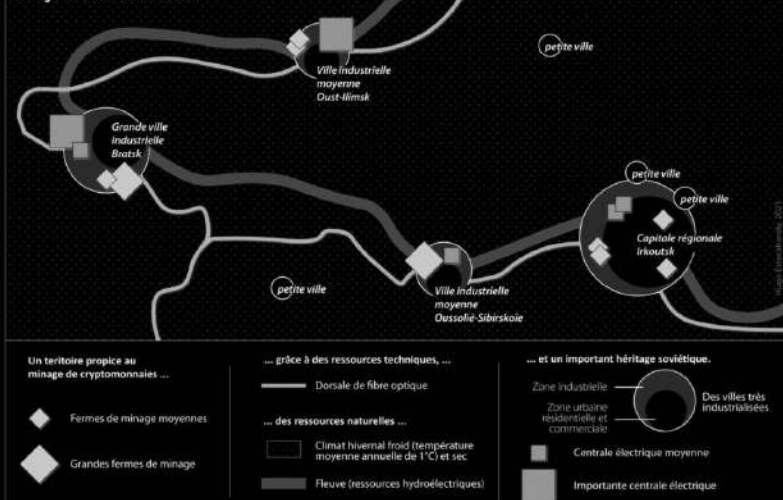 petite ville
Ville industrielle
moyenne
Oust-Ilimsk
Grande ville
industrielle
Bratsk
petite ville
petite ville
Capitale régionale
Irkoutsk
petite ville
Ville industrielle
moyenne
Oussolié-Sibirskoïe
Un teritoire propice au
minage de cryptomonnaies ...
Fermes de minage moyennes
Grandes fermes de minage
... grâce à des ressources techniques, ...
Dorsale de fibre optique
... des ressources naturelles ...
Climat hivernal froid (température
moyenne annuelle de 1°C) et sec
Fleuve (ressources hydroélectriques)
... et un important héritage soviétique.
Zone industrielle
Zone urbaine
résidentielle et
commerciale
Des villes très
industrialisées
Centrale électrique moyenne
Importante centrale électrique